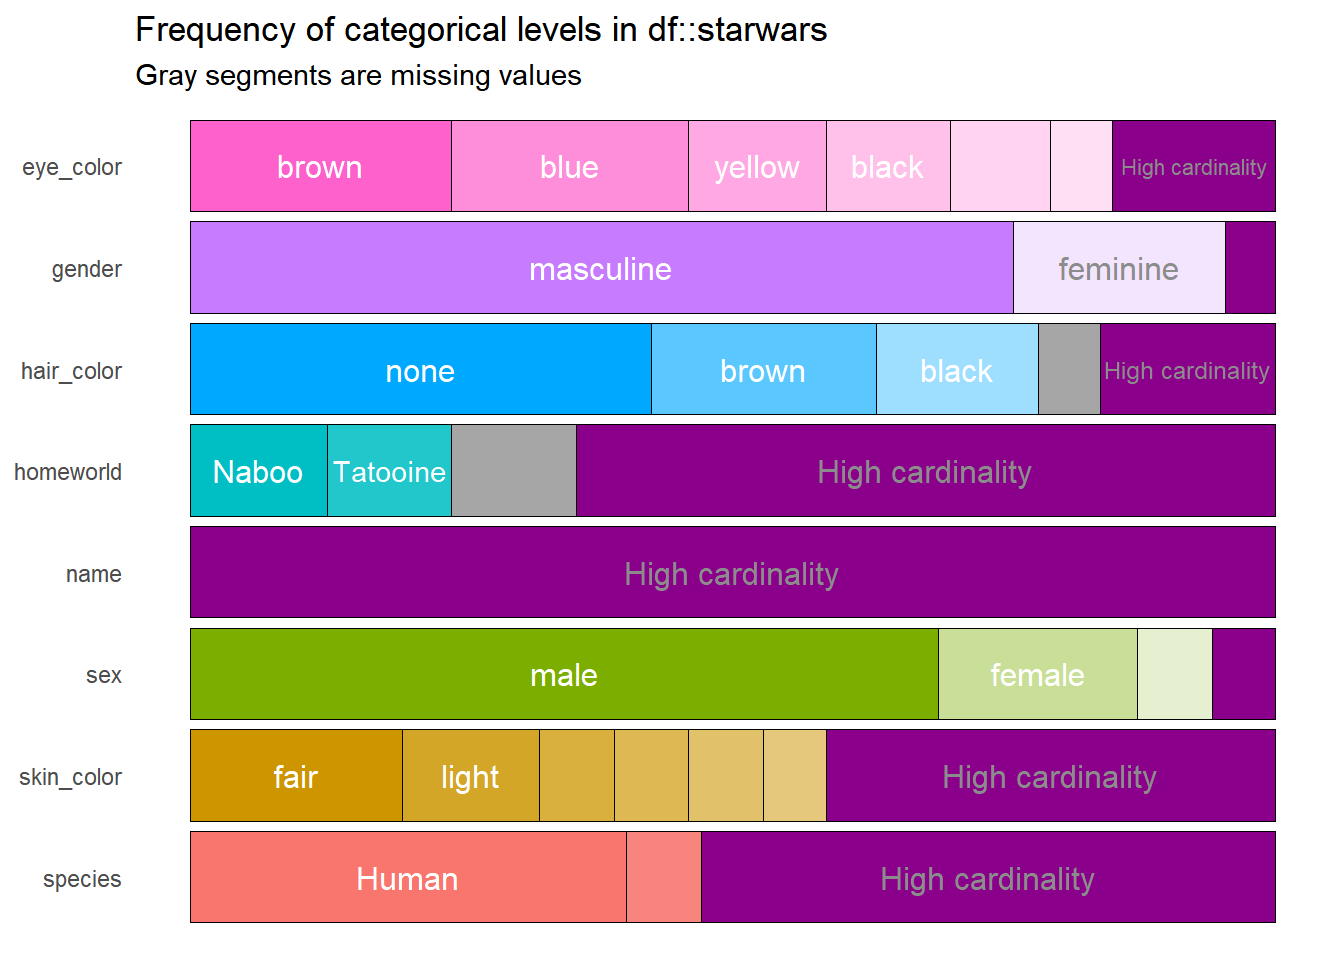 Frequency of categorical levels in df::starwars
Gray segments are missing values
eye_color brown blue yellow black High cardinality
gender masculine feminine
hair_color none brown black High cardinality
homeworld Naboo Tatooine High cardinality
name High cardinality
sex male female
skin_color fair light High cardinality
species Human High cardinality